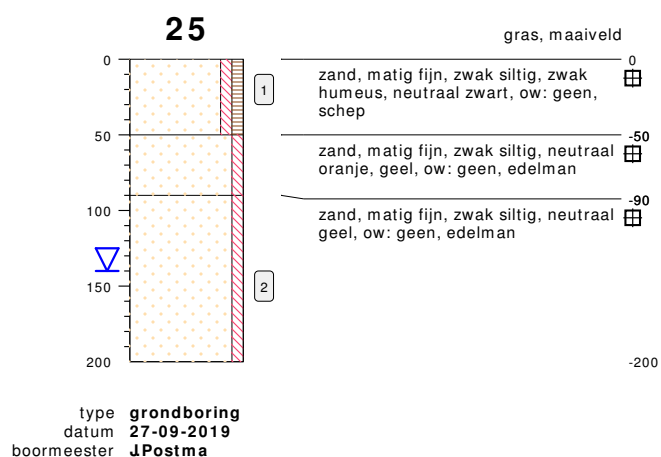 25
gras, maaiveld
0
0
zand, matig fijn, zwak siltig, zwak
humeus, neutraal zwart, ow: geen,
schep
1
50
-50
zand, matig fijn, zwak siltig, neutraal
oranje, geel, ow: geen, edelman
-90
100
zand, matig fijn, zwak siltig, neutraal
geel, ow: geen, edelman
150
2
200
-200
type grondboring
datum 27-09-2019
boormeester J.Postma